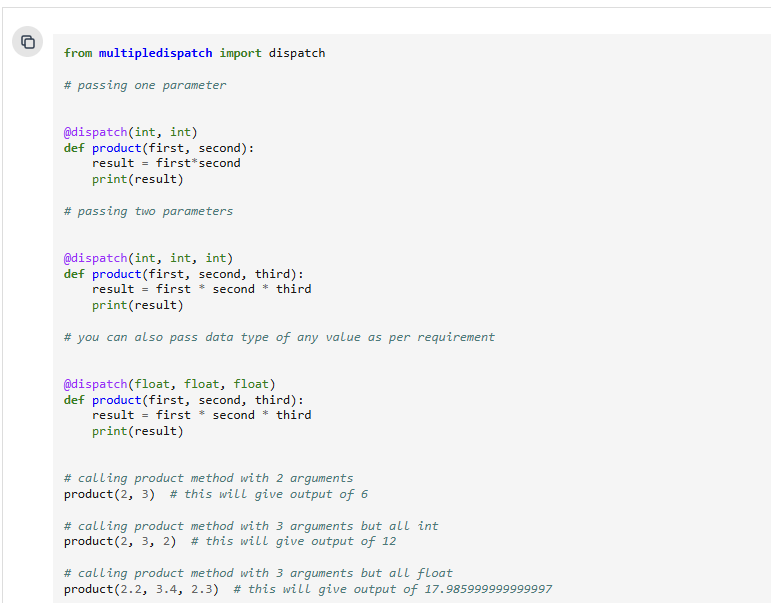 from multipledispatch import dispatch
# passing one parameter
@dispatch(int, int)
def product(first, second):
    result = first*second
    print(result)
# passing two parameters
@dispatch(int, int, int)
def product(first, second, third):
    result = first * second * third
    print(result)
# you can also pass data type of any value as per requirement
@dispatch(float, float, float)
def product(first, second, third):
    result = first * second * third
    print(result)
# calling product method with 2 arguments
product(2, 3)  # this will give output of 6
# calling product method with 3 arguments but all int
product(2, 3, 2)  # this will give output of 12
# calling product method with 3 arguments but all float
product(2.2, 3.4, 2.3)  # this will give output of 17.985999999999997